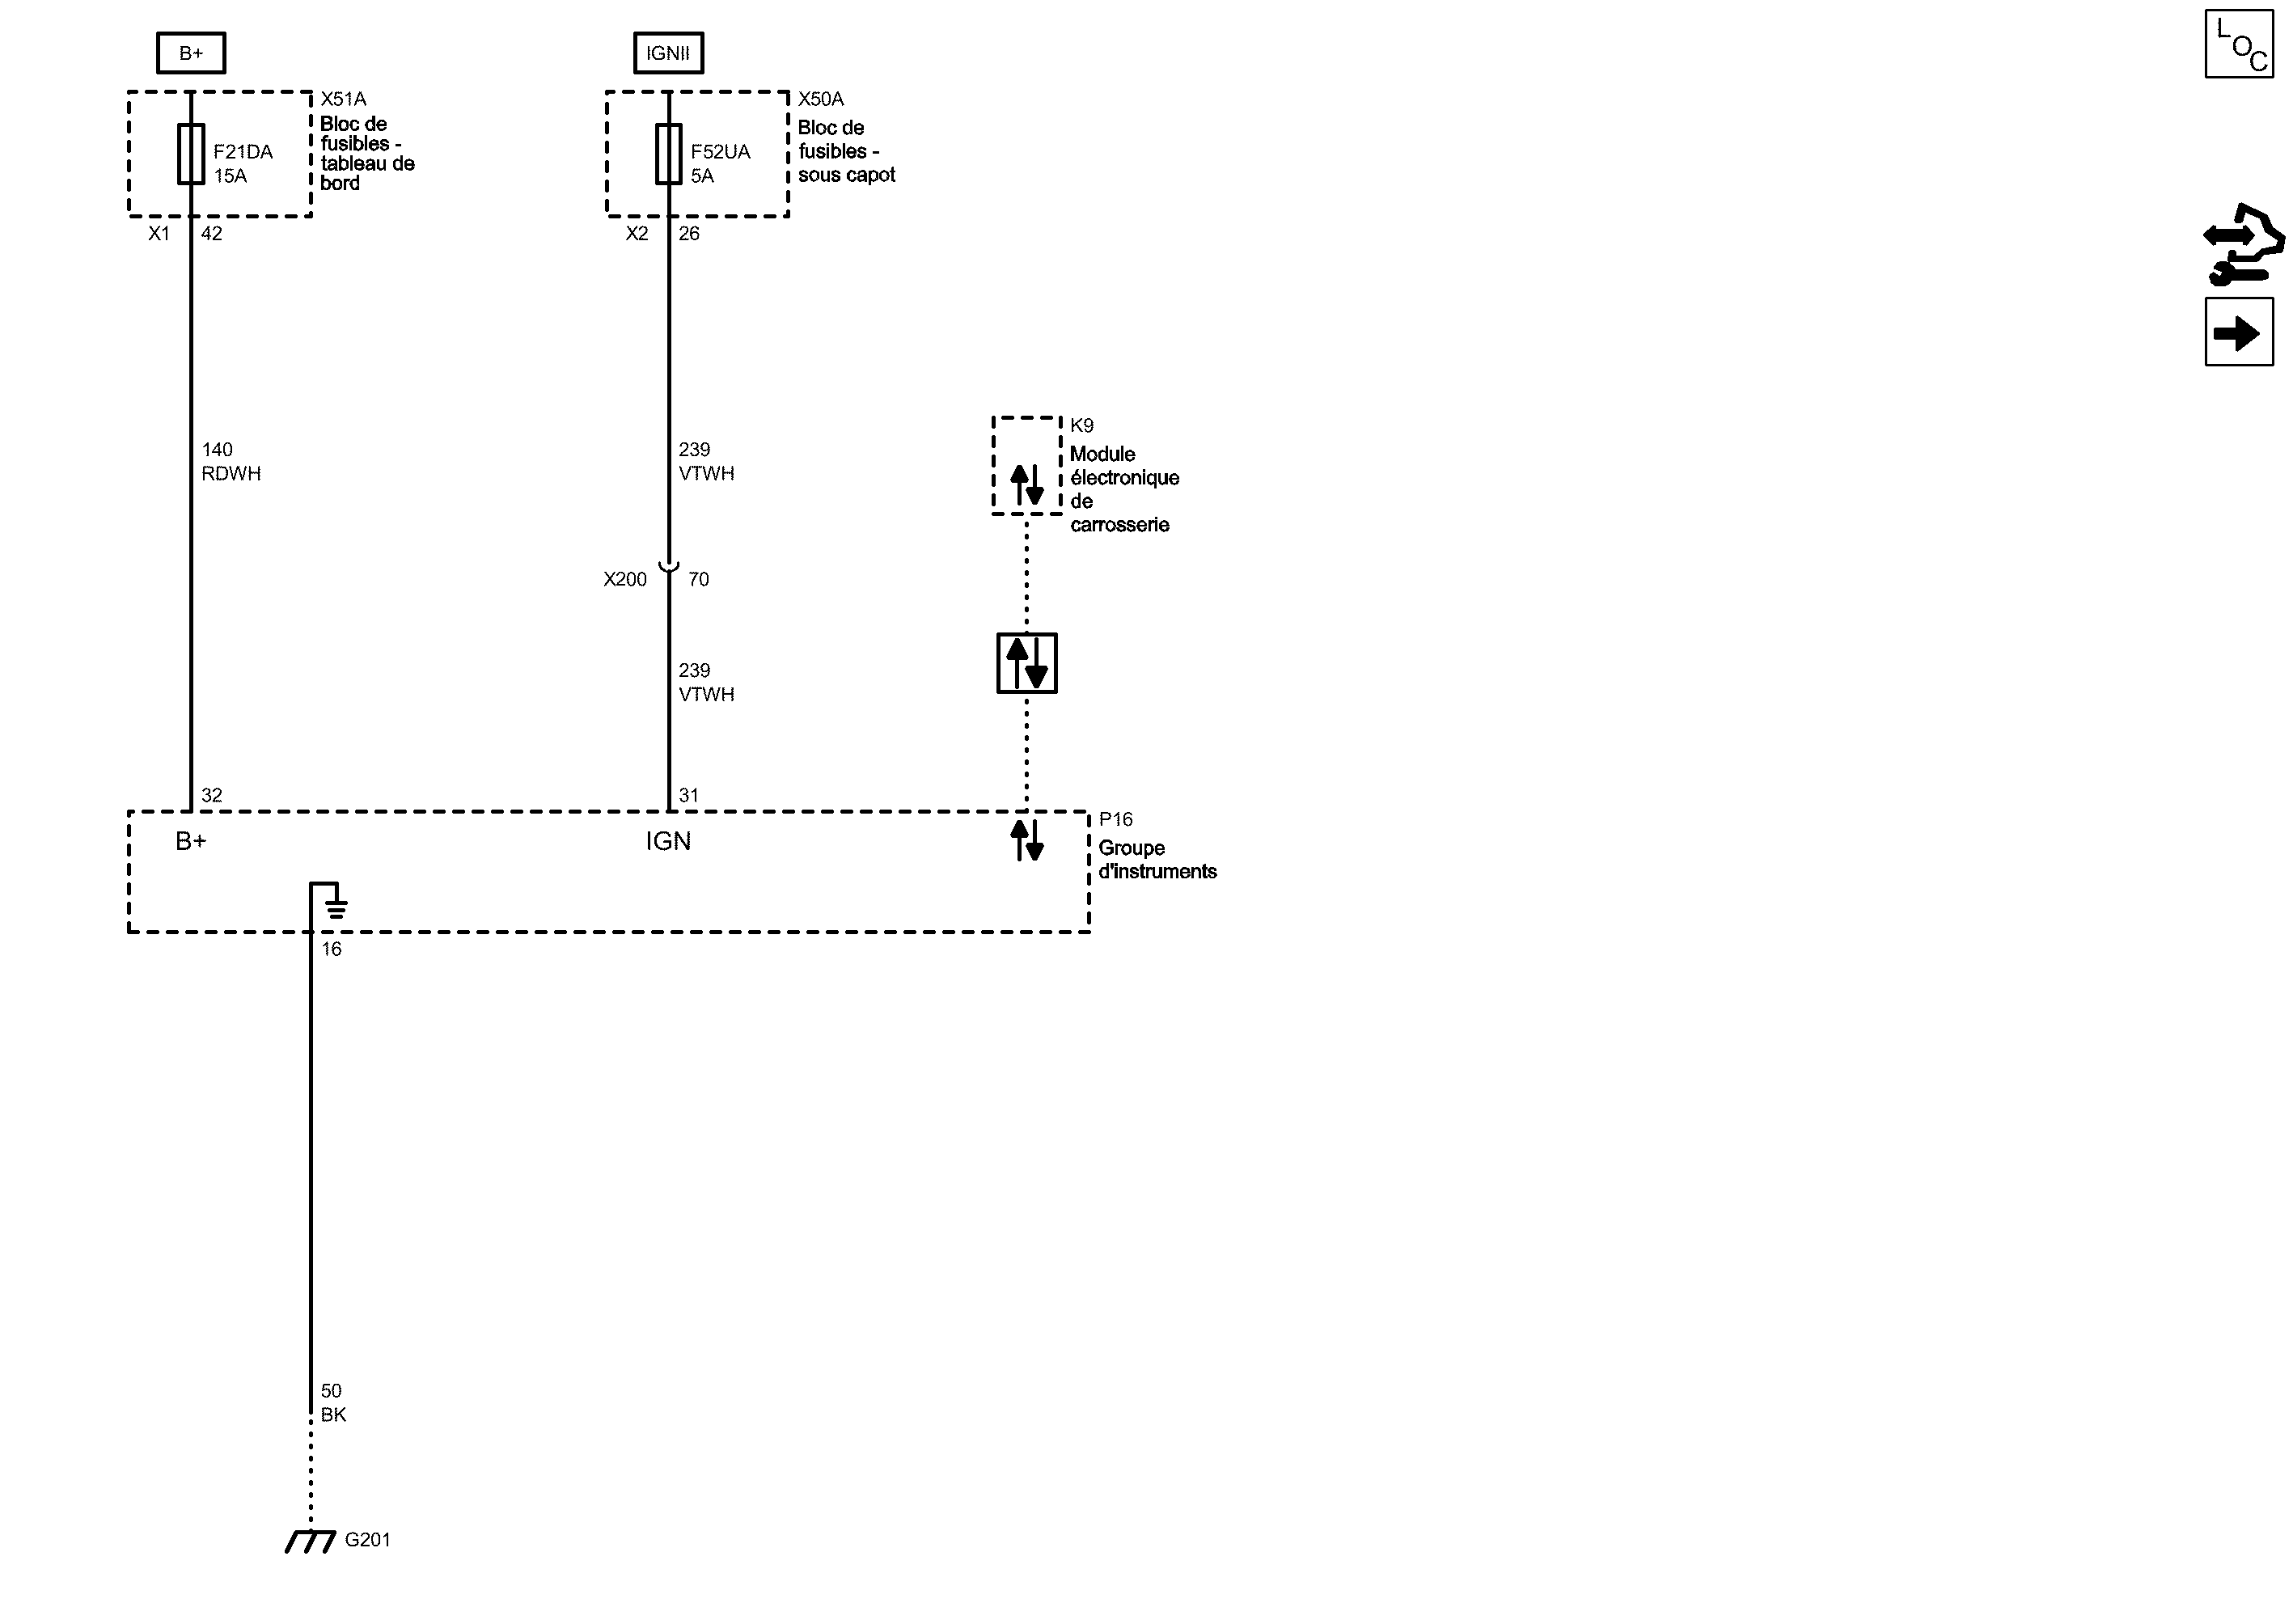 B+
IGNII
LOC
X51A
Bloc de
fusibles -
tableau de
bord
F21DA
15A
X50A
Bloc de
fusibles -
sous capot
F52UA
5A
X1 42
X2 26
140
RDWH
239
VTWH
K9
Module
électronique
de
carrosserie
X200 70
239
VTWH
32
31
B+
IGN
P16
Groupe
d'instruments
16
50
BK
G201